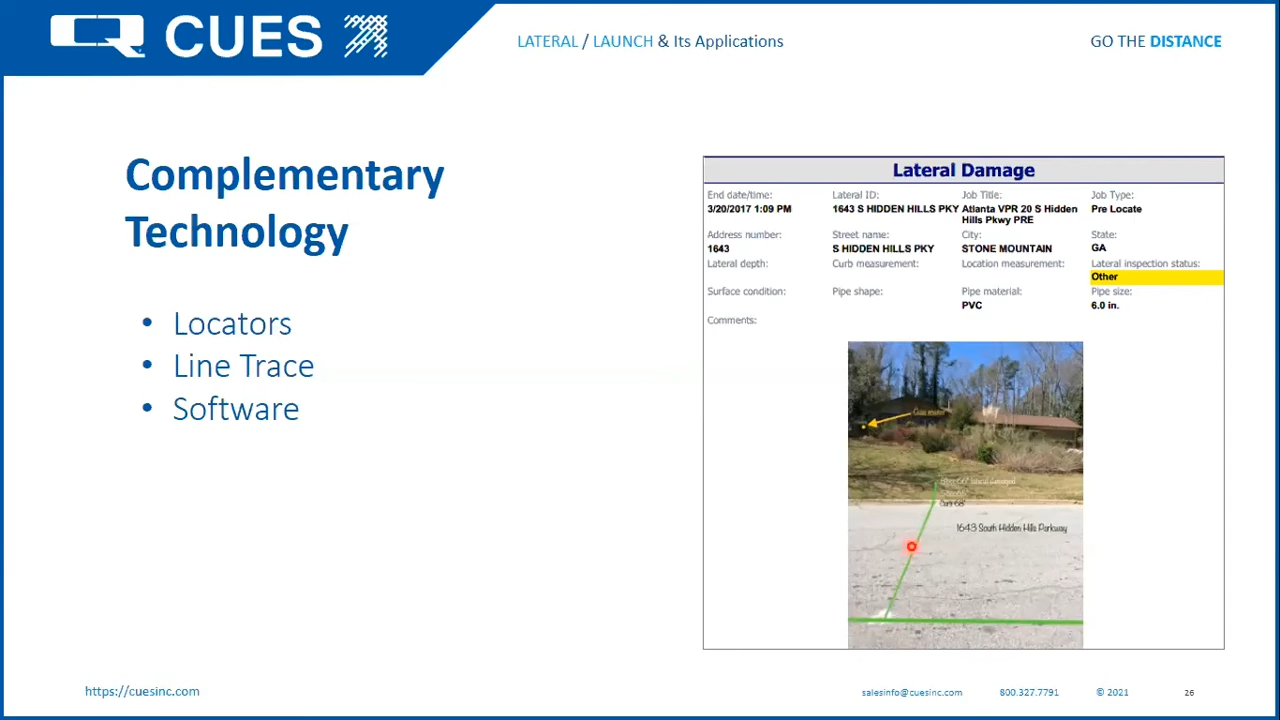 CUES
LATERAL / LAUNCH & Its Applications
GO THE DISTANCE
Complementary
Technology
• Locators
• Line Trace
• Software
Lateral Damage
End date/time: Lateral ID: Job Title: Job Type:
3/20/2017 1:09 PM 1643 S HIDDEN HILLS PKY Atlanta VPR 20 S Hidden Pre Locate
Hills Pkwy PRE
Address number: Street name: City: State:
1643 S HIDDEN HILLS PKY STONE MOUNTAIN GA
Lateral depth: Curb measurement: Location measurement: Lateral inspection status:
Other
Surface condition: Pipe shape: Pipe material: Pipe size:
PVC 6.0 in.
Comments:
lateral damaged
Curb 68"
1643 South Hidden Hills Parkway
https://cuesinc.com
salesinfo@cuesinc.com 800.327.7791 © 2021 26